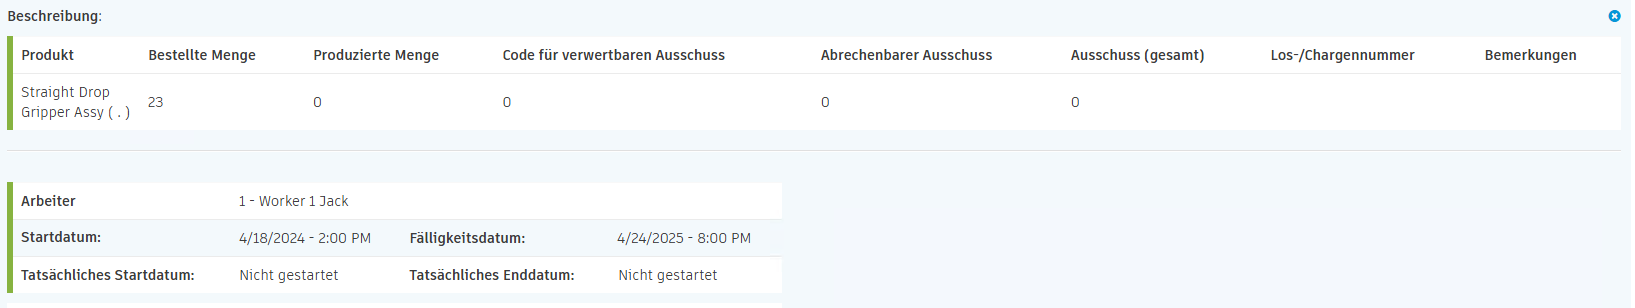 Beschreibung:
Produkt Bestellte Menge Produzierte Menge Code für verwertbaren Ausschuss Abrechenbarer Ausschuss Ausschuss (gesamt) Los-/Chargennummer Bemerkungen
Straight Drop
Gripper Assy ( . ) 23 0 0 0 0
Arbeiter 1 - Worker 1 Jack
Startdatum: 4/18/2024 - 2:00 PM Fälligkeitsdatum: 4/24/2025 - 8:00 PM
Tatsächliches Startdatum: Nicht gestartet Tatsächliches Enddatum: Nicht gestartet